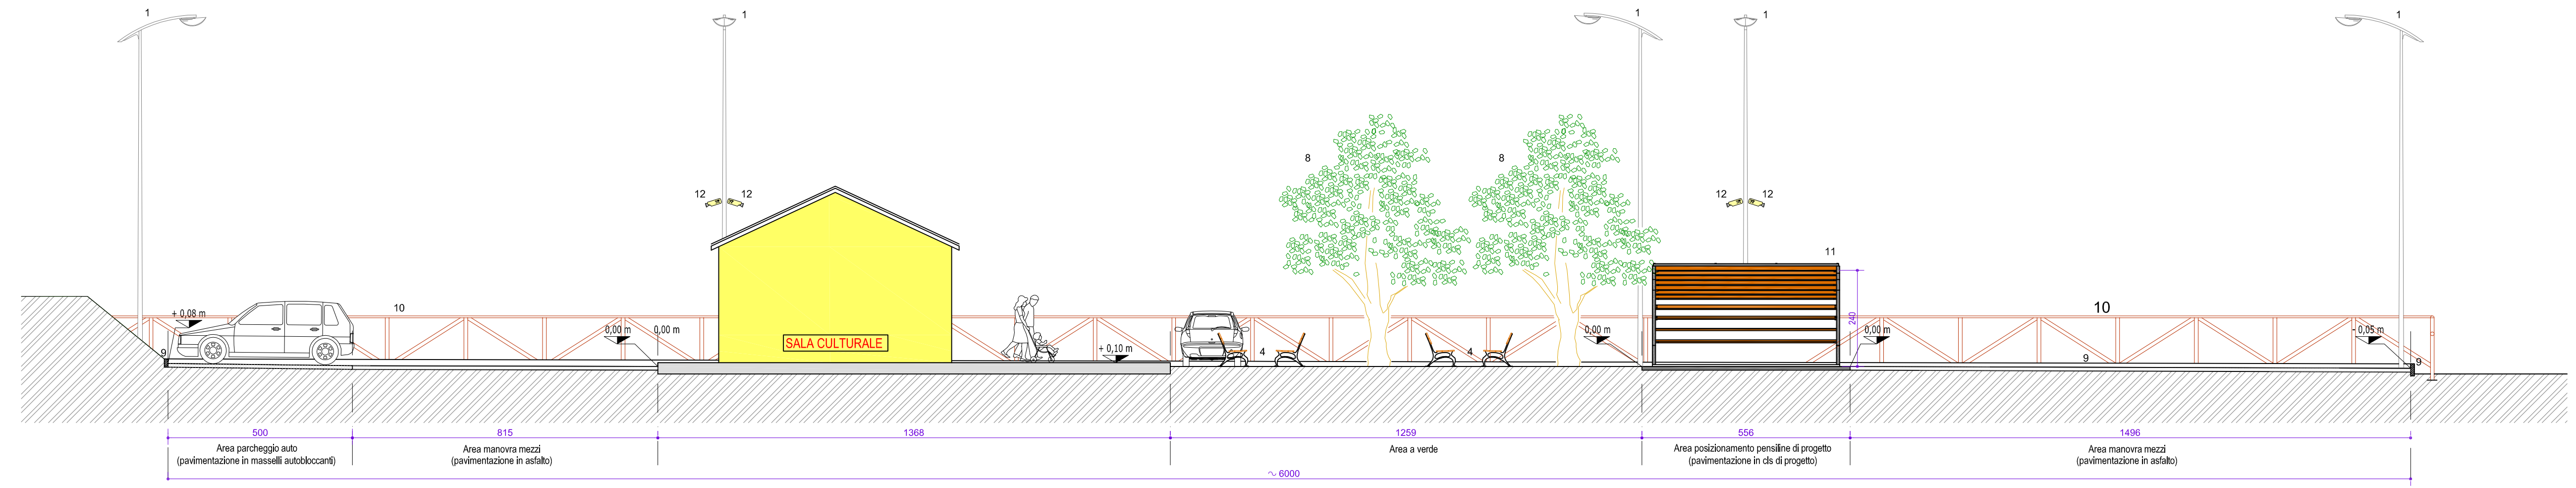 1
1
1
1
1
8
8
12
12
12
12
11
+ 0,08 m
10
0,00 m
0,00 m
SALA CULTURALE
+ 0,10 m
0,00 m
240
0,00 m
10
- 0,05 m
9
4
4
9
9
500
815
1368
1259
556
1496
Area parcheggio auto
(pavimentazione in masselli autobloccanti)
Area manovra mezzi
(pavimentazione in asfalto)
Area a verde
Area posizionamento pensiline di progetto
(pavimentazione in cls di progetto)
Area manovra mezzi
(pavimentazione in asfalto)
~ 6000